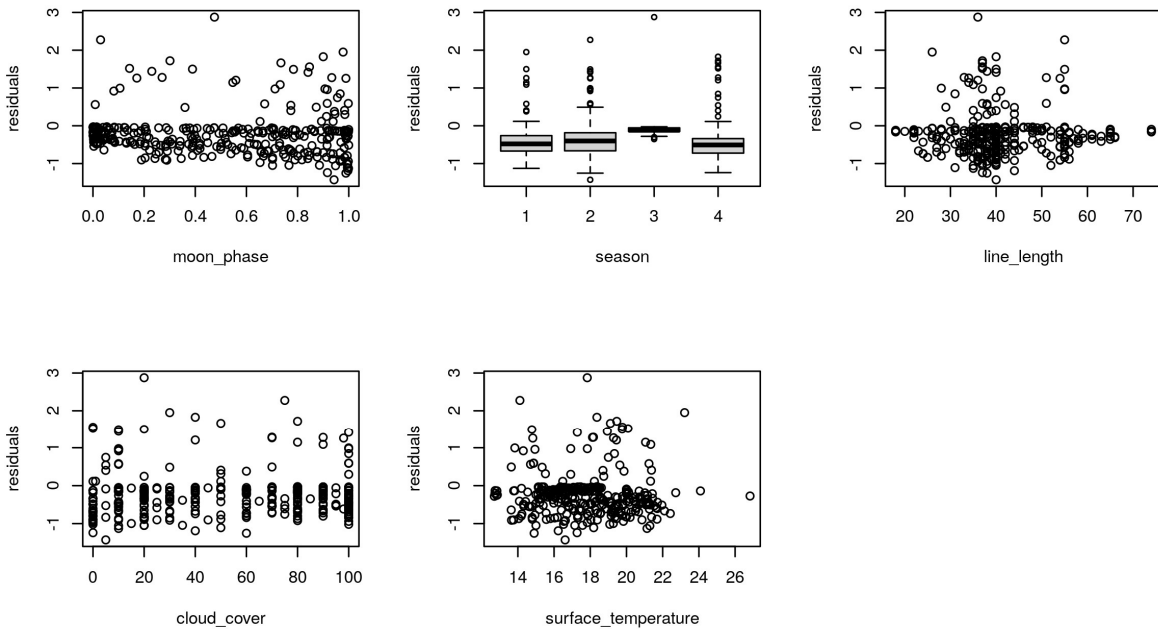 residuals
-1 0 1 2 3
0.0 0.2 0.4 0.6 0.8 1.0
moon_phase
residuals
-1 0 1 2 3
1 2 3 4
season
residuals
-1 0 1 2 3
20 30 40 50 60 70
line_length
residuals
-1 0 1 2 3
0 20 40 60 80 100
cloud_cover
residuals
-1 0 1 2 3
14 16 18 20 22 24 26
surface_temperature